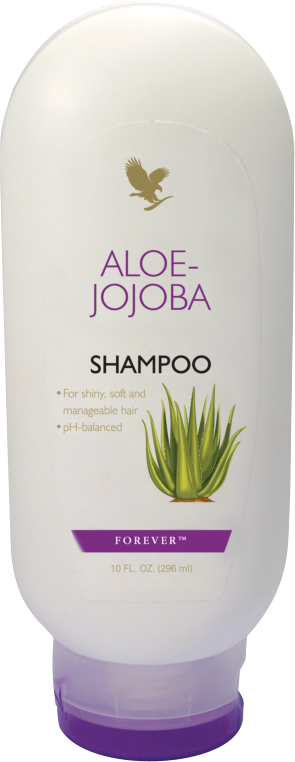 ALOE-
JOJOBA
SHAMPOO
• For shiny, soft and
manageable hair
• pH-balanced
FOREVER™
10 FL. OZ. (296 ml)